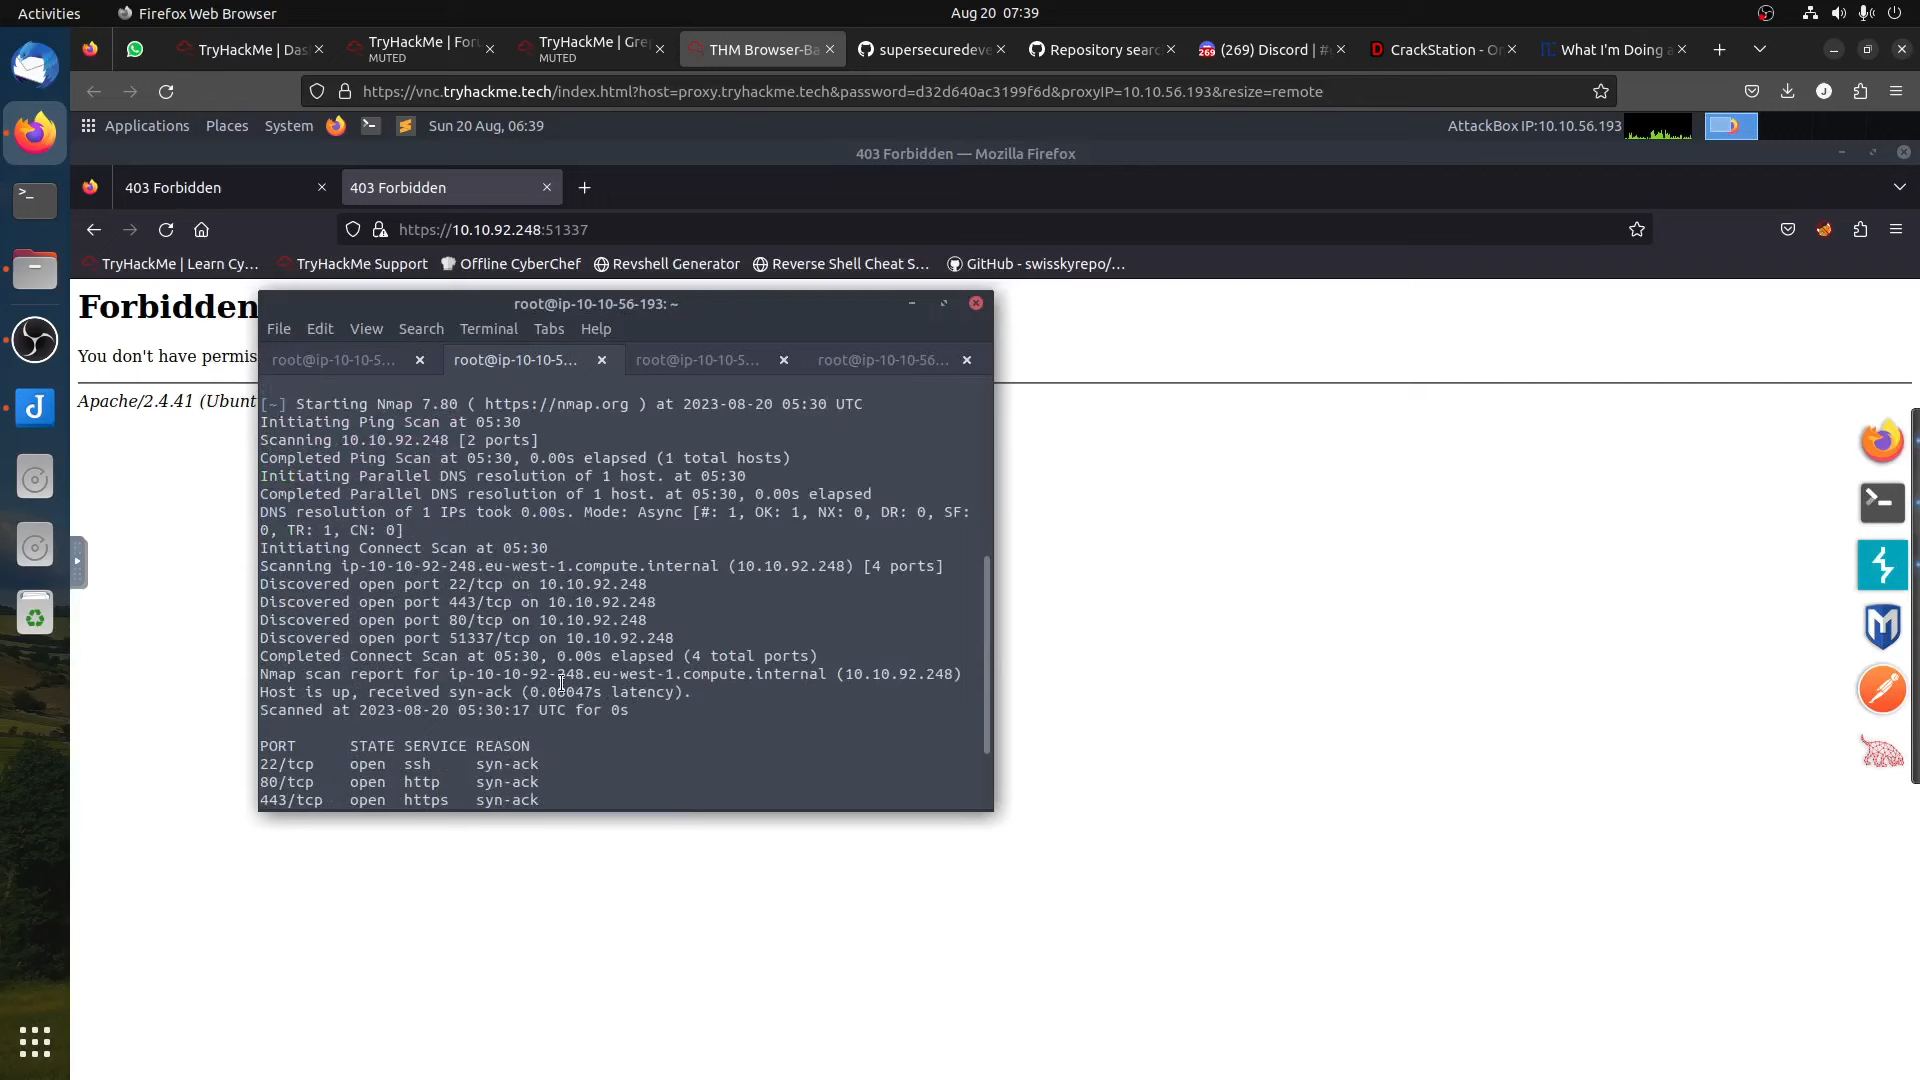 Activities
Firefox Web Browser
Aug 20 07:39
TryHackMe | Das
TryHackMe | Foru
MUTED
TryHackMe | Gre
MUTED
THM Browser-Ba
supersecuredeve
Repository searc
(269) Discord | #
CrackStation - On
What I'm Doing a
https://vnc.tryhackme.tech/index.html?host=proxy.tryhackme.tech&password=d32d640ac3199f6d&proxyIP=10.10.56.193&resize=remote
Applications
Places
System
Sun 20 Aug, 06:39
AttackBox IP:10.10.56.193
403 Forbidden — Mozilla Firefox
403 Forbidden
403 Forbidden
https://10.10.92.248:51337
TryHackMe | Learn Cy...
TryHackMe Support
Offline CyberChef
Revshell Generator
Reverse Shell Cheat S...
GitHub - swisskyrepo/...
Forbidden
You don't have permis
Apache/2.4.41 (Ubunt
root@ip-10-10-56-193: ~
File Edit View Search Terminal Tabs Help
root@ip-10-10-5...
root@ip-10-10-5...
root@ip-10-10-5...
root@ip-10-10-56...
[~] Starting Nmap 7.80 ( https://nmap.org ) at 2023-08-20 05:30 UTC
Initiating Ping Scan at 05:30
Scanning 10.10.92.248 [2 ports]
Completed Ping Scan at 05:30, 0.00s elapsed (1 total hosts)
Initiating Parallel DNS resolution of 1 host. at 05:30
Completed Parallel DNS resolution of 1 host. at 05:30, 0.00s elapsed
DNS resolution of 1 IPs took 0.00s. Mode: Async [#: 1, OK: 1, NX: 0, DR: 0, SF:
0, TR: 1, CN: 0]
Initiating Connect Scan at 05:30
Scanning ip-10-10-92-248.eu-west-1.compute.internal (10.10.92.248) [4 ports]
Discovered open port 22/tcp on 10.10.92.248
Discovered open port 443/tcp on 10.10.92.248
Discovered open port 80/tcp on 10.10.92.248
Discovered open port 51337/tcp on 10.10.92.248
Completed Connect Scan at 05:30, 0.00s elapsed (4 total ports)
Nmap scan report for ip-10-10-92-248.eu-west-1.compute.internal (10.10.92.248)
Host is up, received syn-ack (0.00047s latency).
Scanned at 2023-08-20 05:30:17 UTC for 0s
PORT STATE SERVICE REASON
22/tcp open ssh syn-ack
80/tcp open http syn-ack
443/tcp open https syn-ack